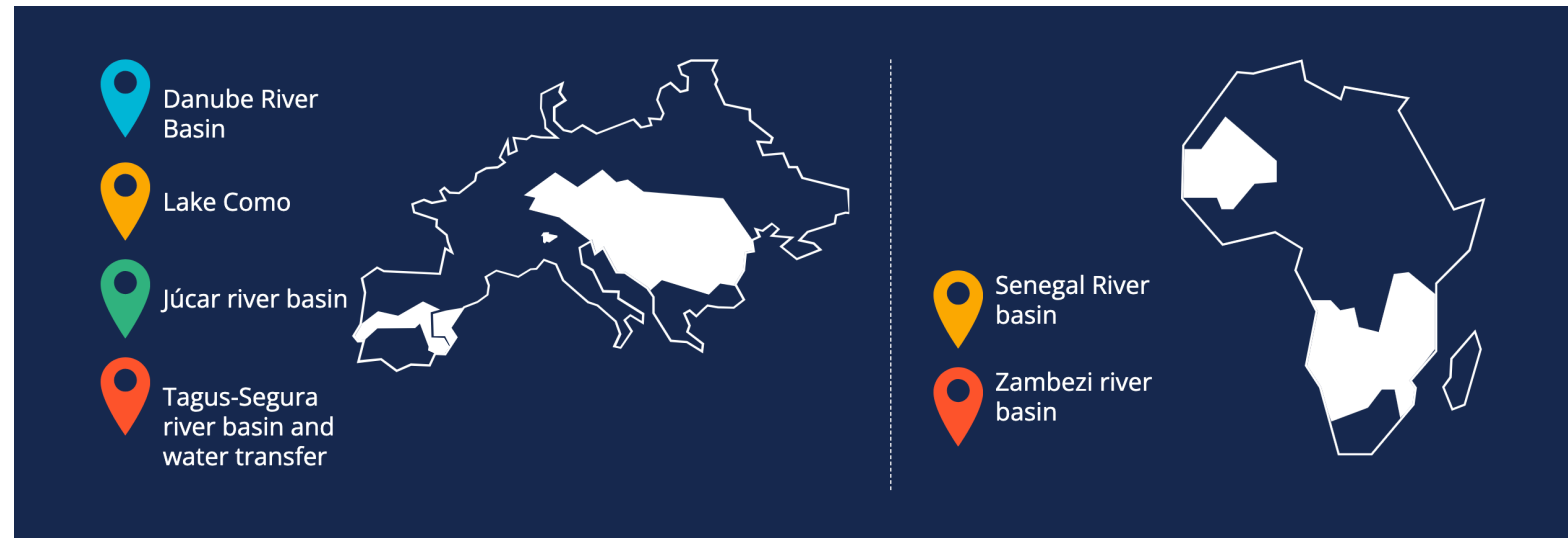 Danube River
Basin
Lake Como
Júcar river basin
Tagus-Segura
river basin and
water transfer
Senegal River
basin
Zambezi river
basin